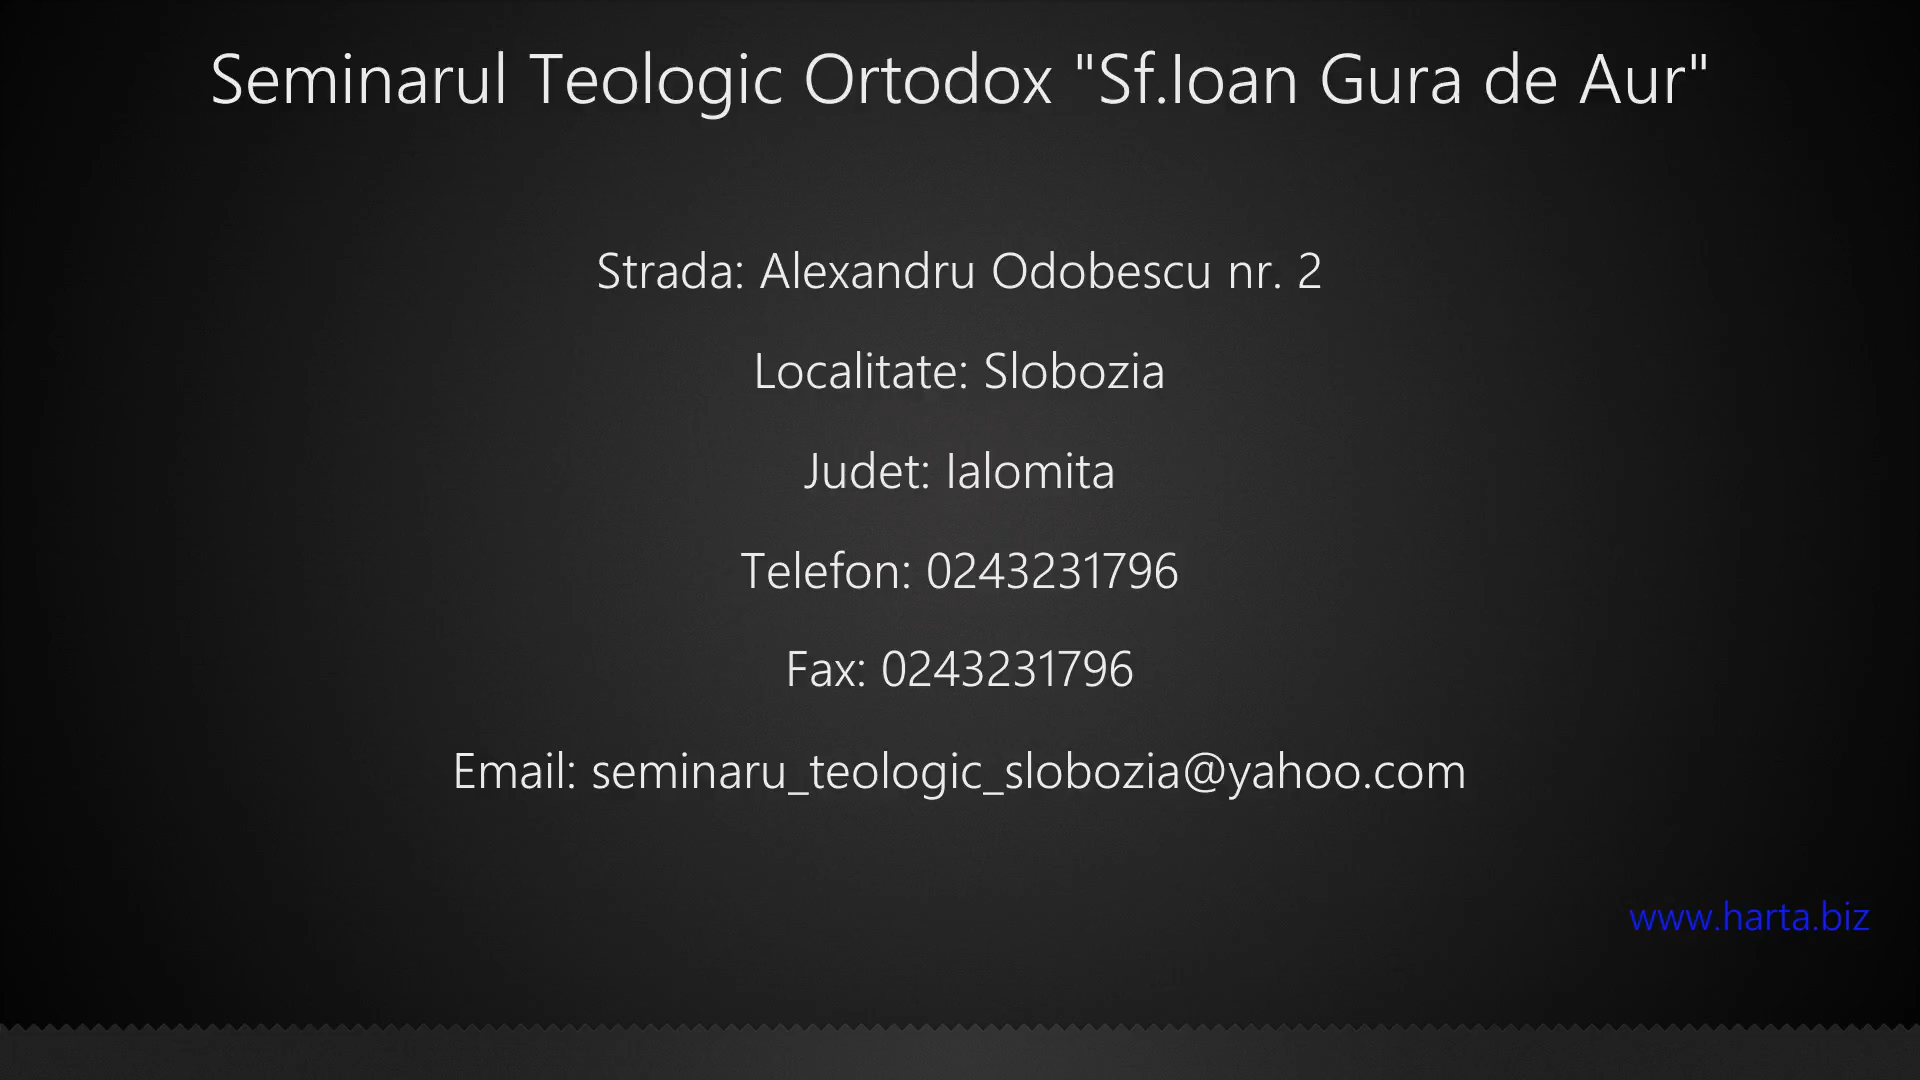 Seminarul Teologic Ortodox "Sf.Ioan Gura de Aur"
Strada: Alexandru Odobescu nr. 2
Localitate: Slobozia
Judet: Ialomita
Telefon: 0243231796
Fax: 0243231796
Email: seminaru_teologic_slobozia@yahoo.com
www.harta.biz